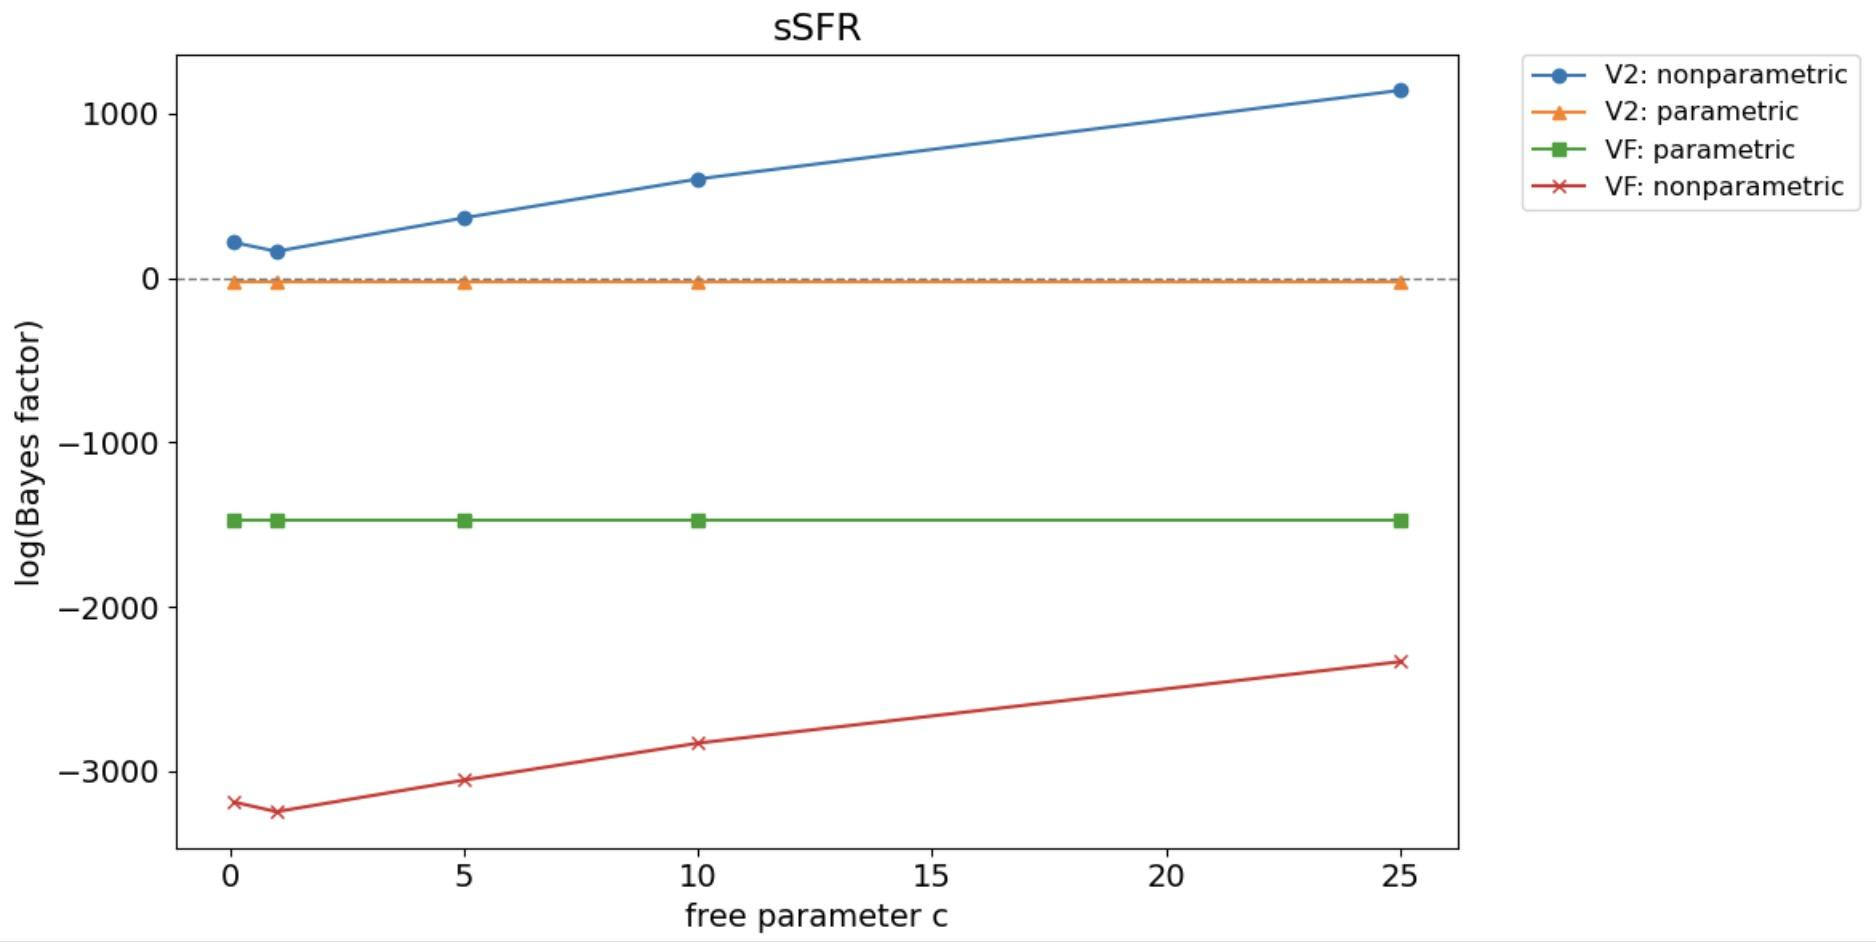 sSFR
V2: nonparametric
V2: parametric
VF: parametric
VF: nonparametric
log(Bayes factor)
1000
0
−1000
−2000
−3000
0 5 10 15 20 25
free parameter c